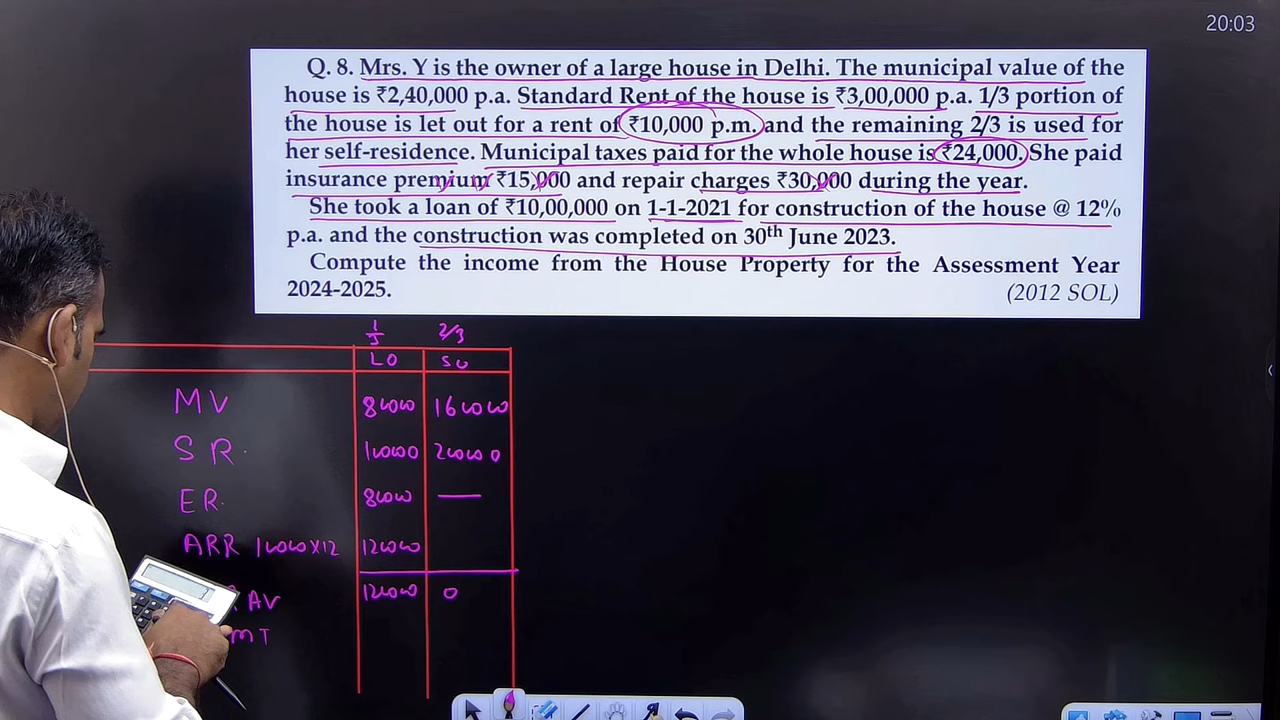 20:03
Q. 8. Mrs. Y is the owner of a large house in Delhi. The municipal value of the
house is ₹2,40,000 p.a. Standard Rent of the house is ₹3,00,000 p.a. 1/3 portion of
the house is let out for a rent of ₹10,000 p.m. and the remaining 2/3 is used for
her self-residence. Municipal taxes paid for the whole house is ₹24,000. She paid
insurance premium ₹15,000 and repair charges ₹30,000 during the year.
She took a loan of ₹10,00,000 on 1-1-2021 for construction of the house @ 12%
p.a. and the construction was completed on 30th June 2023.
Compute the income from the House Property for the Assessment Year
2024-2025. (2012 SOL)
1/3 2/3
LO SO
MV 80000 160000
SR 100000 200000
ER 80000 —
ARR 10000x12 120000
AV 120000 0
MT